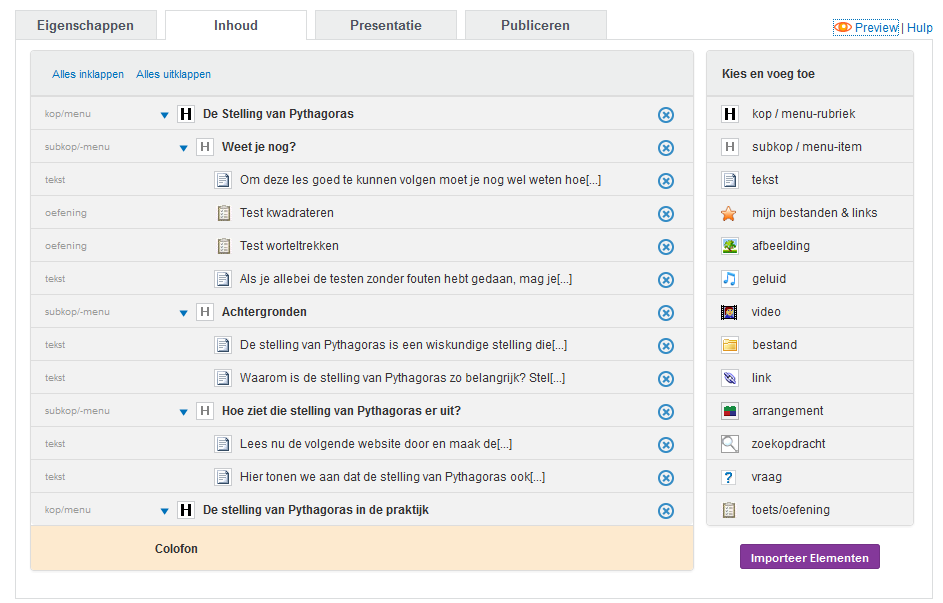 Eigenschappen Inhoud Presentatie Publiceren
Preview | Hulp
Alles inklappen Alles uitklappen
kop/menu H De Stelling van Pythagoras
subkop/-menu H Weet je nog?
tekst Om deze les goed te kunnen volgen moet je nog wel weten hoe[...]
oefening Test kwadrateren
oefening Test worteltrekken
tekst Als je allebei de testen zonder fouten hebt gedaan, mag je[...]
subkop/-menu H Achtergronden
tekst De stelling van Pythagoras is een wiskundige stelling die[...]
tekst Waarom is de stelling van Pythagoras zo belangrijk? Stel[...]
subkop/-menu H Hoe ziet die stelling van Pythagoras er uit?
tekst Lees nu de volgende website door en maak de[...]
tekst Hier tonen we aan dat de stelling van Pythagoras ook[...]
kop/menu H De stelling van Pythagoras in de praktijk
Colofon
Kies en voeg toe
H kop / menu-rubriek
H subkop / menu-item
tekst
mijn bestanden & links
afbeelding
geluid
video
bestand
link
arrangement
zoekopdracht
? vraag
toets/oefening
Importeer Elementen